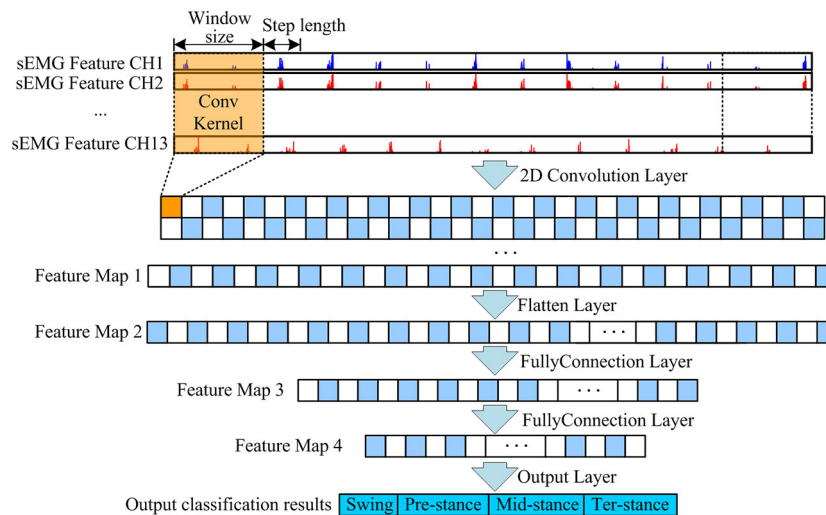 Window size
Step length
sEMG Feature CH1
sEMG Feature CH2
...
Conv Kernel
sEMG Feature CH13
2D Convolution Layer
...
Feature Map 1
Flatten Layer
Feature Map 2
...
FullyConnection Layer
Feature Map 3
...
FullyConnection Layer
Feature Map 4
...
Output Layer
Output classification results
Swing
Pre-stance
Mid-stance
Ter-stance